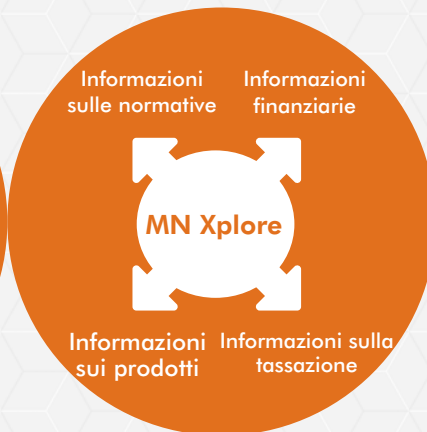 Informazioni
sulle normative
Informazioni
finanziarie
MN Xplore
Informazioni
sui prodotti
Informazioni sulla
tassazione